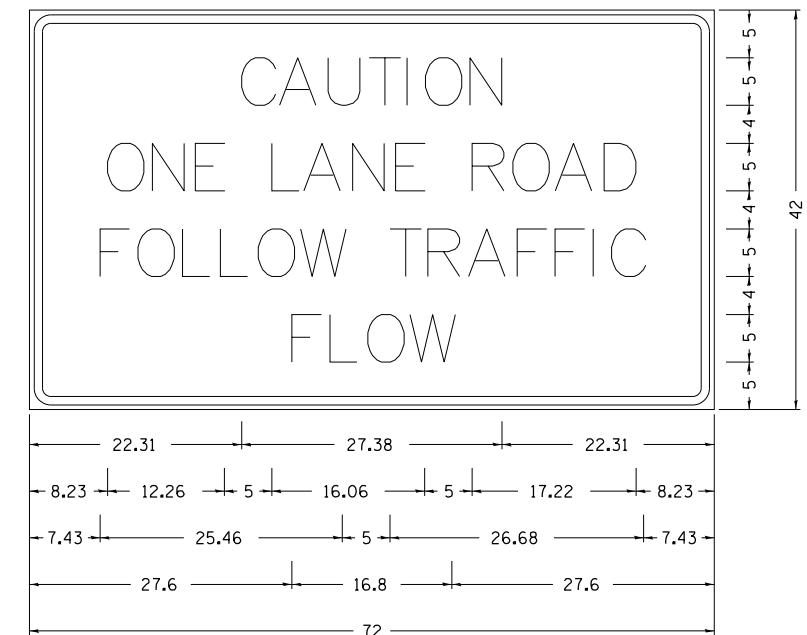 CAUTION
ONE LANE ROAD
FOLLOW TRAFFIC
FLOW
5
5
4
5
4
5
4
5
5
42
22.31 27.38 22.31
8.23 12.26 5 16.06 5 17.22 8.23
7.43 25.46 5 26.68 7.43
27.6 16.8 27.6
72